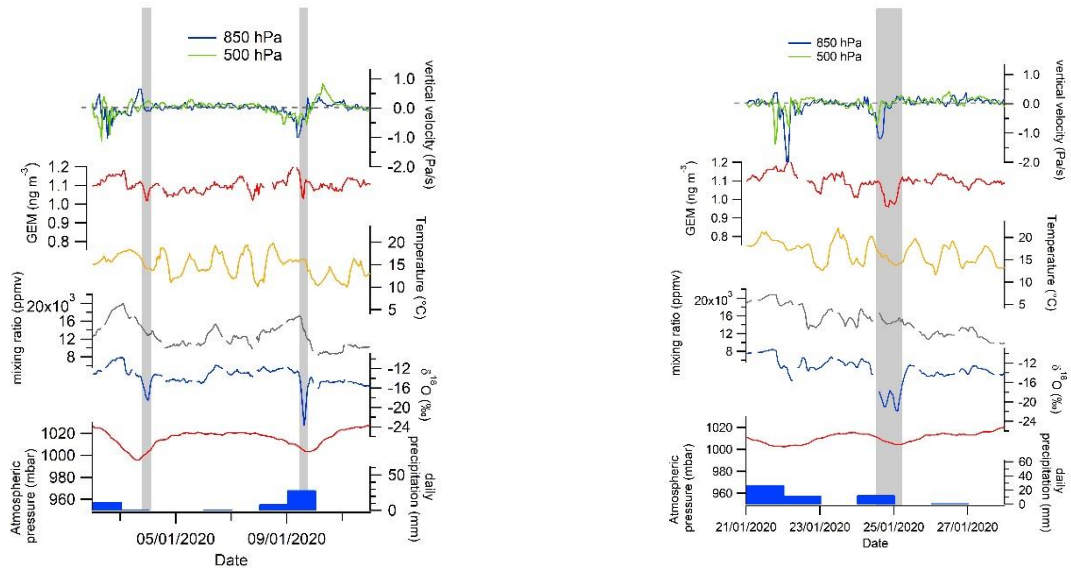 850 hPa
500 hPa
1.0
0.0
-1.0
-2.0
vertical velocity (Pa/s)
1.2
1.1
1.0
0.9
0.8
GEM (ng m⁻³)
20
15
10
5
Temperature (°C)
20x10³
16
12
8
mixing ratio (ppmv)
-12
-16
-20
-24
δ¹⁸O (‰)
1020
1000
980
960
Atmospheric
pressure (mbar)
50
0
daily
precipitation (mm)
05/01/2020
09/01/2020
Date
850 hPa
500 hPa
1.0
0.0
-1.0
-2.0
vertical velocity (Pa/s)
1.2
1.1
1.0
0.9
0.8
GEM (ng m⁻³)
20
15
10
5
Temperature (°C)
20x10³
16
12
8
mixing ratio (ppmv)
-12
-16
-20
-24
δ¹⁸O (‰)
1020
1000
980
960
Atmospheric
pressure (mbar)
60
40
20
0
daily
precipitation (mm)
21/01/2020
23/01/2020
25/01/2020
27/01/2020
Date